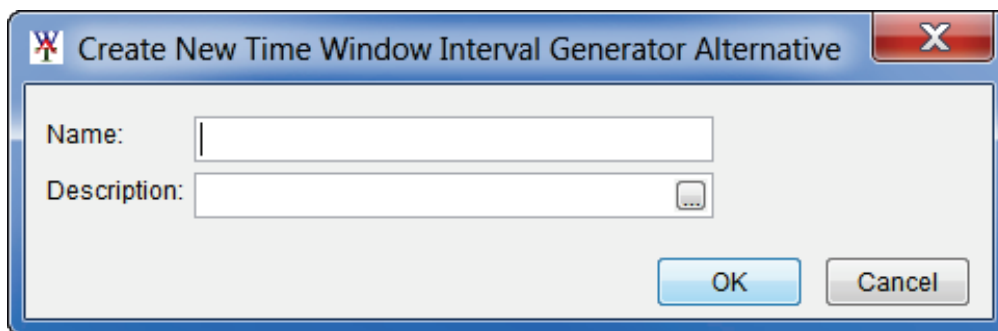 Create New Time Window Interval Generator Alternative
Name:
Description:
...
OK Cancel